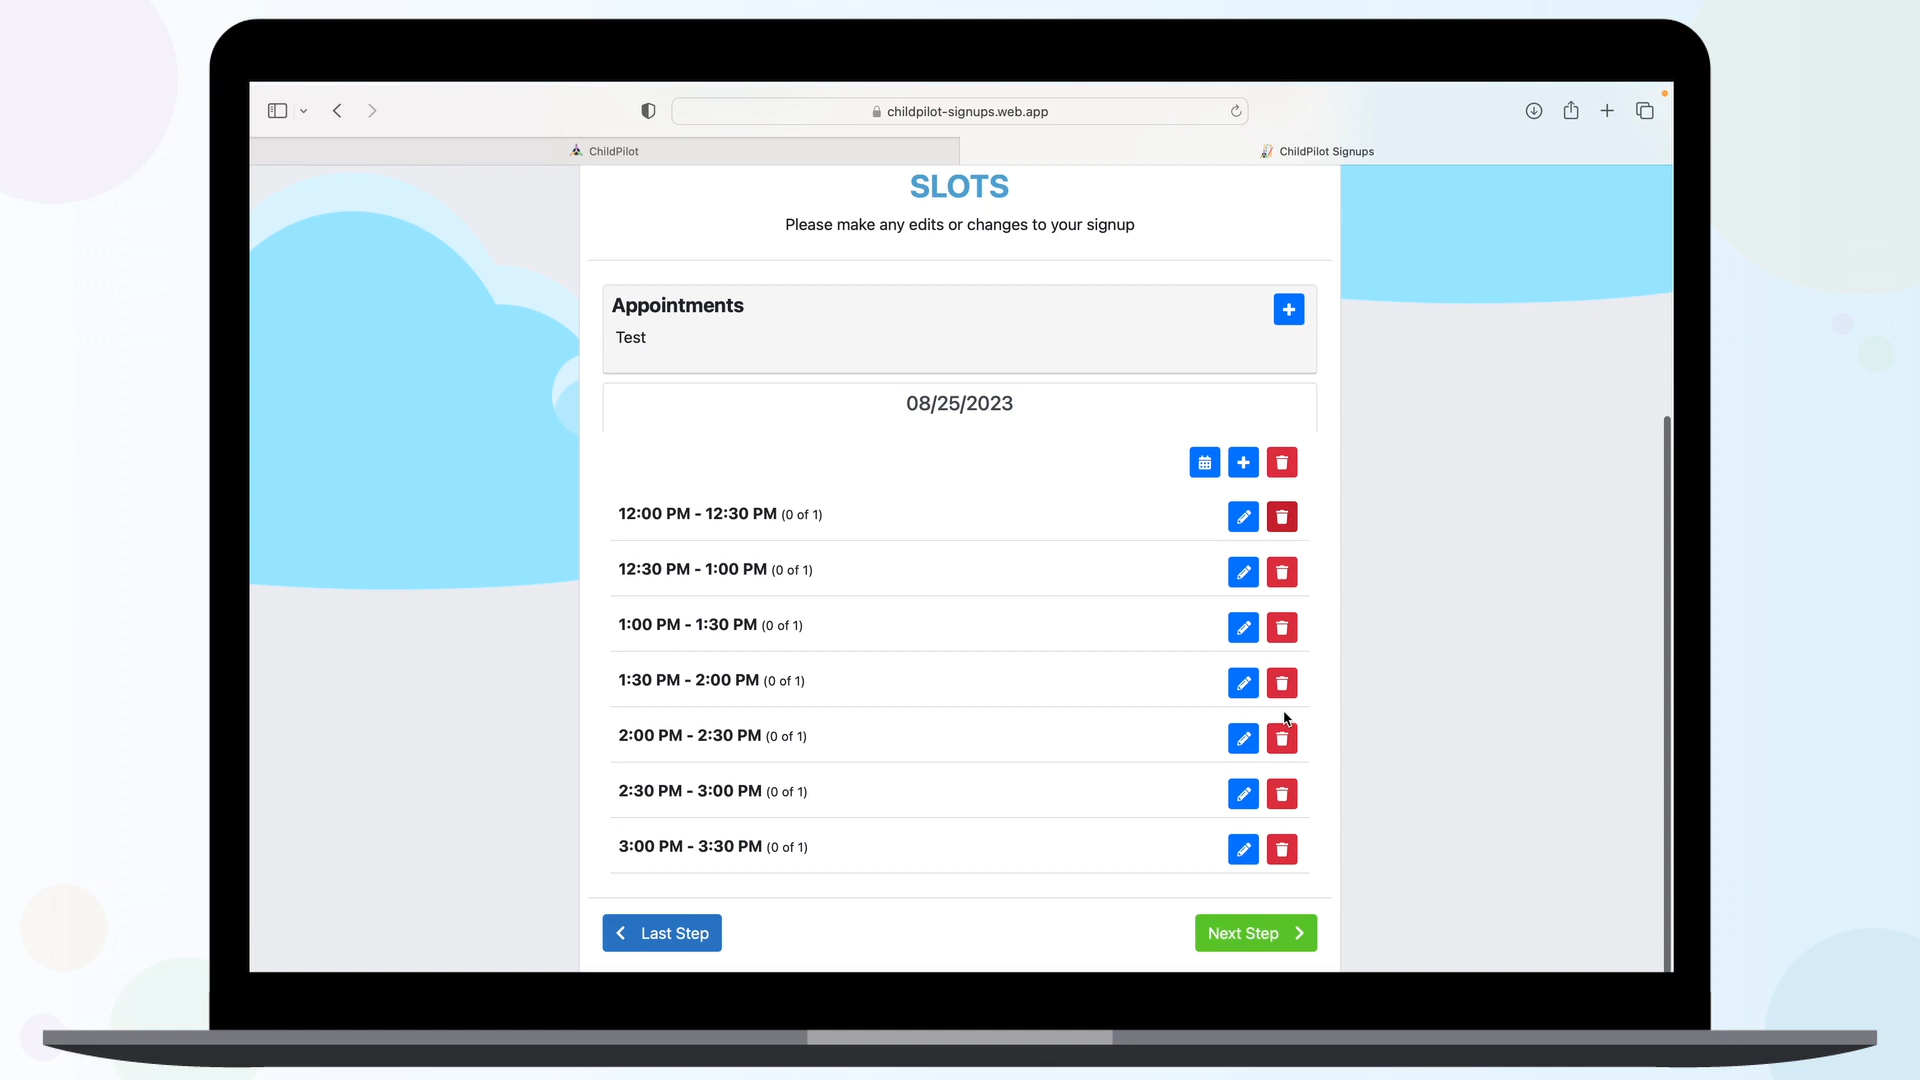 childpilot-signups.web.app
ChildPilot
ChildPilot Signups
SLOTS
Please make any edits or changes to your signup
Appointments
Test
08/25/2023
12:00 PM - 12:30 PM (0 of 1)
12:30 PM - 1:00 PM (0 of 1)
1:00 PM - 1:30 PM (0 of 1)
1:30 PM - 2:00 PM (0 of 1)
2:00 PM - 2:30 PM (0 of 1)
2:30 PM - 3:00 PM (0 of 1)
3:00 PM - 3:30 PM (0 of 1)
Last Step
Next Step